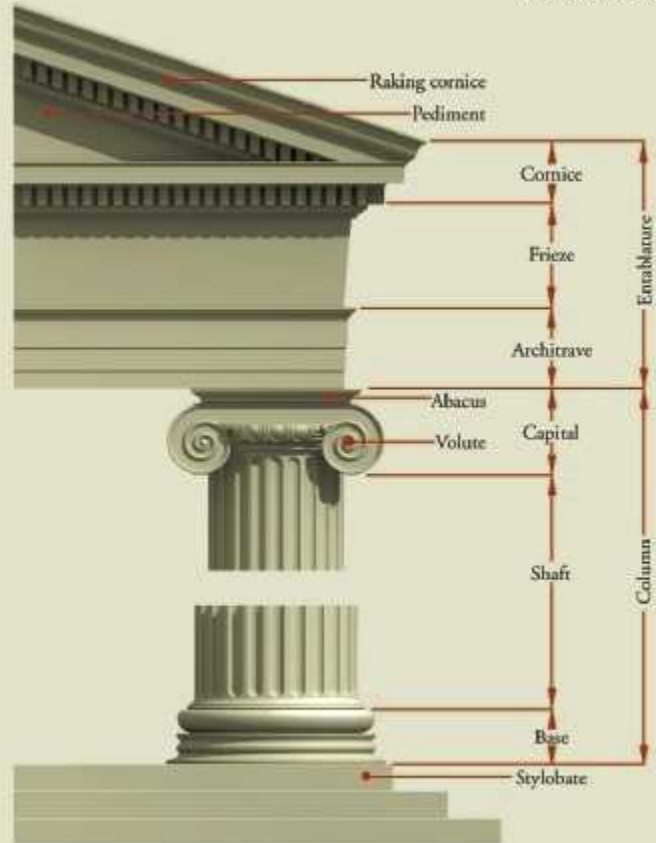 Raking cornice
Pediment
Cornice
Frieze
Entablature
Architrave
Abacus
Capital
Volute
Shaft
Column
Base
Stylobate